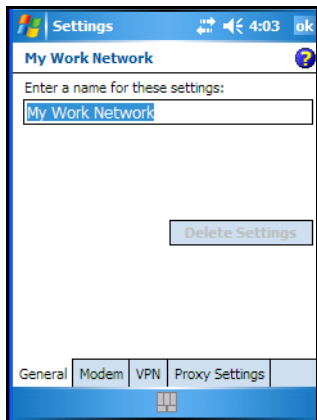 Settings 4:03 ok
My Work Network ?
Enter a name for these settings:
My Work Network
Delete Settings
General Modem VPN Proxy Settings